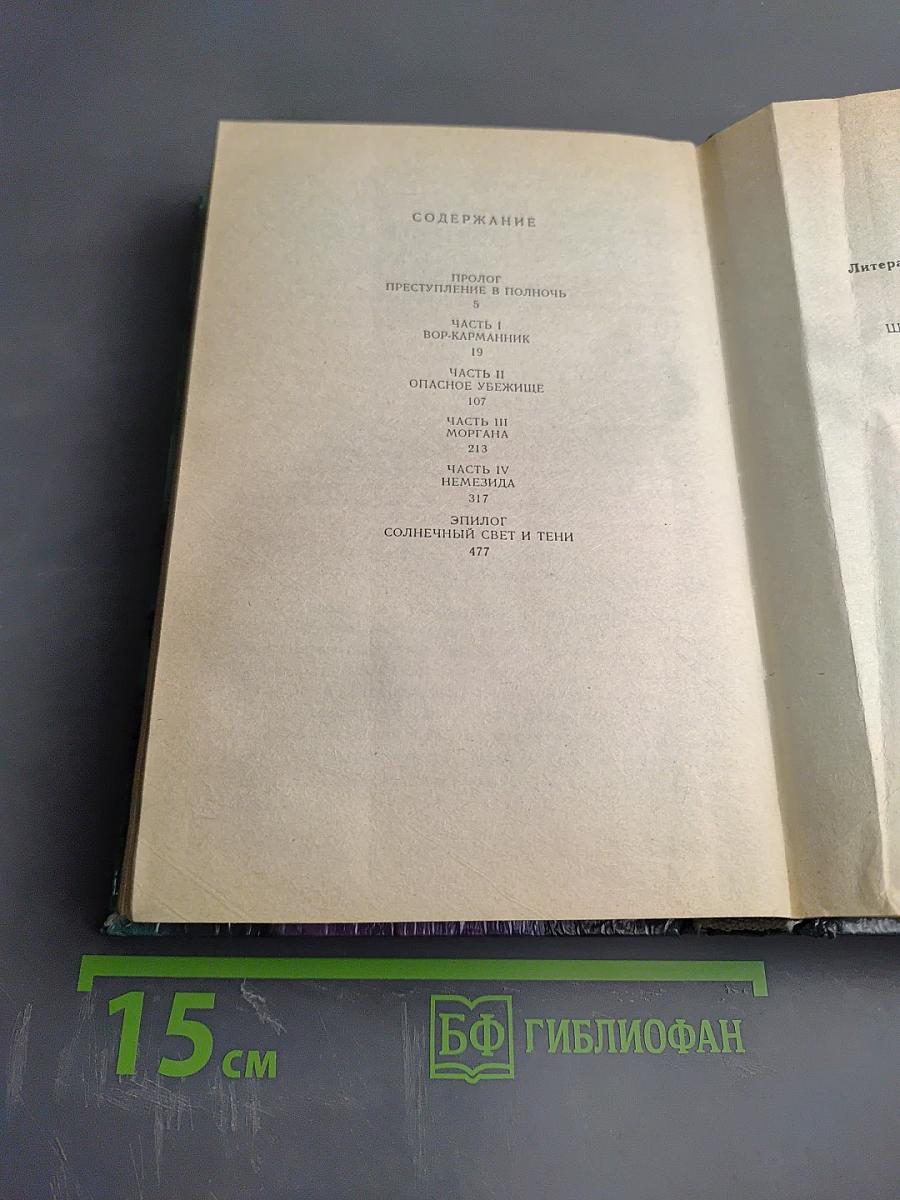 СОДЕРЖАНИЕ
ПРОЛОГ
ПРЕСТУПЛЕНИЕ В ПОЛНОЧЬ
5
ЧАСТЬ I
ВОР-КАРМАННИК
19
ЧАСТЬ II
ОПАСНОЕ УБЕЖИЩЕ
107
ЧАСТЬ III
МОРГАНА
213
ЧАСТЬ IV
НЕМЕЗИДА
317
ЭПИЛОГ
СОЛНЕЧНЫЙ СВЕТ И ТЕНИ
477
Литера
Ш
15 см
БФ ГИБЛИОФАН